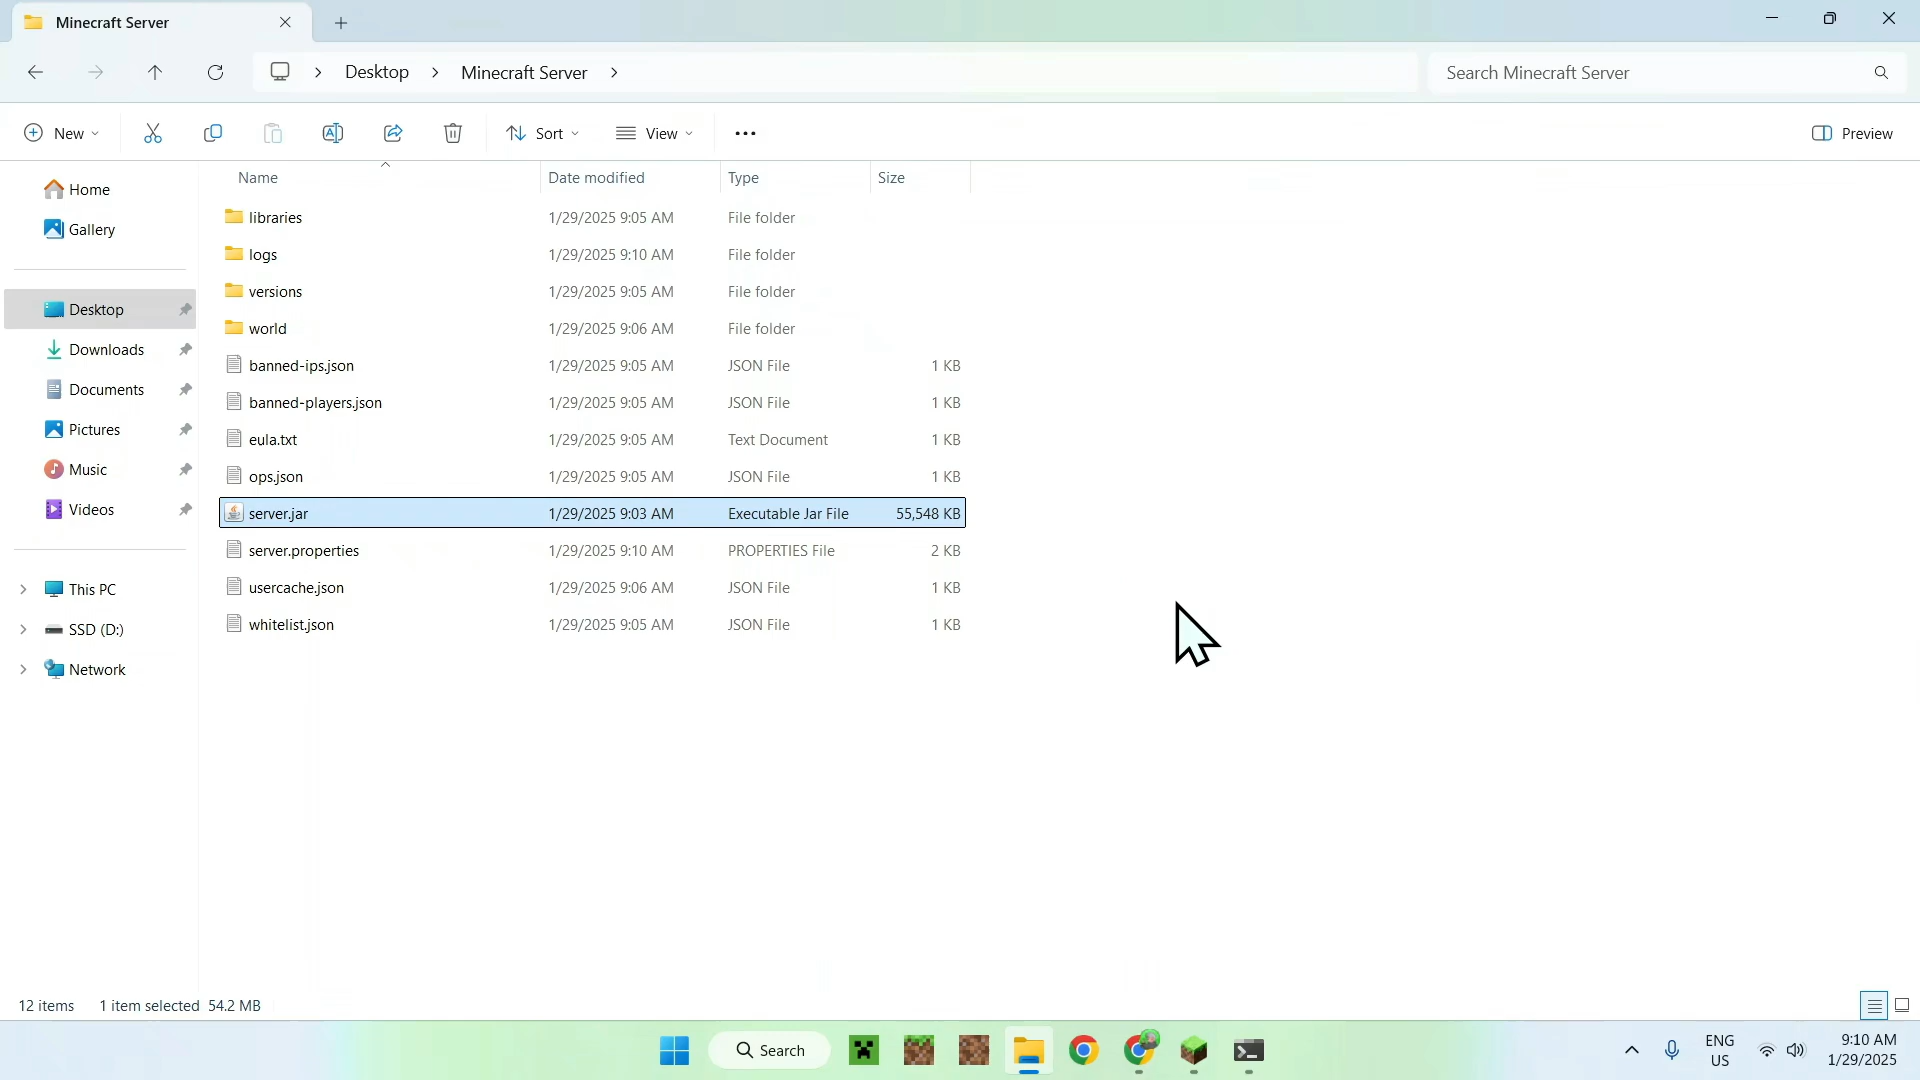 Minecraft Server
Desktop
Minecraft Server
Search Minecraft Server
New
Sort
View
Preview
Name Date modified Type Size
Home
Gallery
Desktop
Downloads
Documents
Pictures
Music
Videos
This PC
SSD (D:)
Network
libraries 1/29/2025 9:05 AM File folder
logs 1/29/2025 9:10 AM File folder
versions 1/29/2025 9:05 AM File folder
world 1/29/2025 9:06 AM File folder
banned-ips.json 1/29/2025 9:05 AM JSON File 1 KB
banned-players.json 1/29/2025 9:05 AM JSON File 1 KB
eula.txt 1/29/2025 9:05 AM Text Document 1 KB
ops.json 1/29/2025 9:05 AM JSON File 1 KB
server.jar 1/29/2025 9:03 AM Executable Jar File 55,548 KB
server.properties 1/29/2025 9:10 AM PROPERTIES File 2 KB
usercache.json 1/29/2025 9:06 AM JSON File 1 KB
whitelist.json 1/29/2025 9:05 AM JSON File 1 KB
12 items 1 item selected 54.2 MB
Search
ENG
US
9:10 AM
1/29/2025